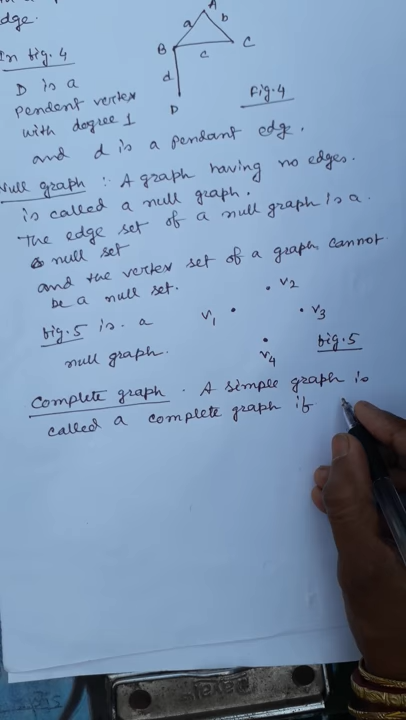 edge.
A
a
b
B
c
C
d
D
Fig. 4
In fig. 4
D is a
pendent vertex
with degree 1
and d is a pendant edge.
Null graph : A graph having no edges.
is called a null graph.
The edge set of a null graph is a.
null set
and the vertex set of a graph cannot
be a null set.
fig. 5 is a
null graph.
v1
v2
v3
v4
fig. 5
Complete graph . A simple graph is
called a complete graph if